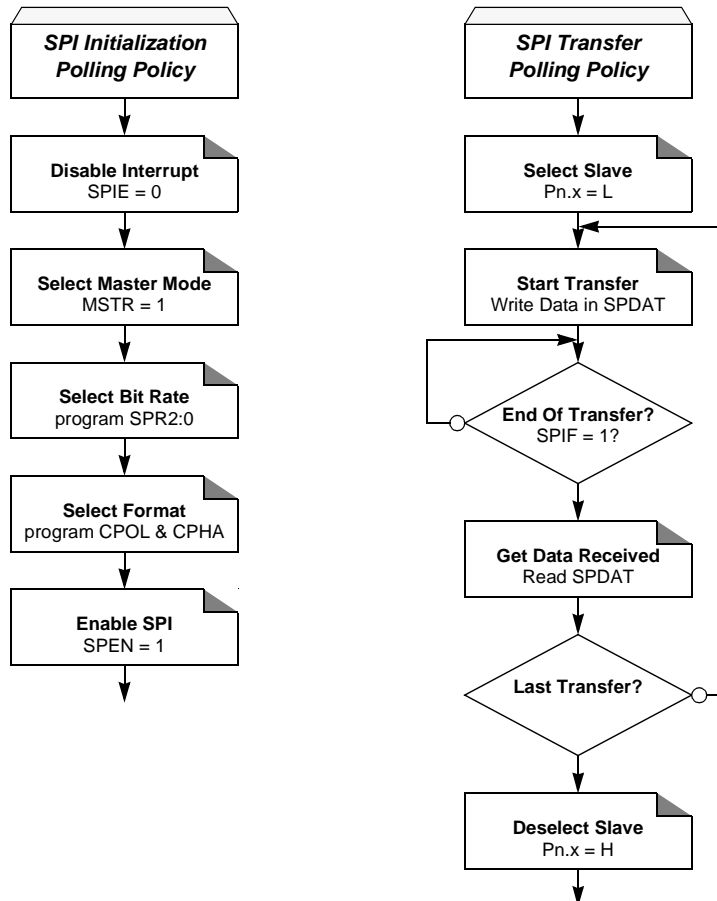 SPI Initialization
Polling Policy
Disable Interrupt
SPIE = 0
Select Master Mode
MSTR = 1
Select Bit Rate
program SPR2:0
Select Format
program CPOL & CPHA
Enable SPI
SPEN = 1
SPI Transfer
Polling Policy
Select Slave
Pn.x = L
Start Transfer
Write Data in SPDAT
End Of Transfer?
SPIF = 1?
Get Data Received
Read SPDAT
Last Transfer?
Deselect Slave
Pn.x = H